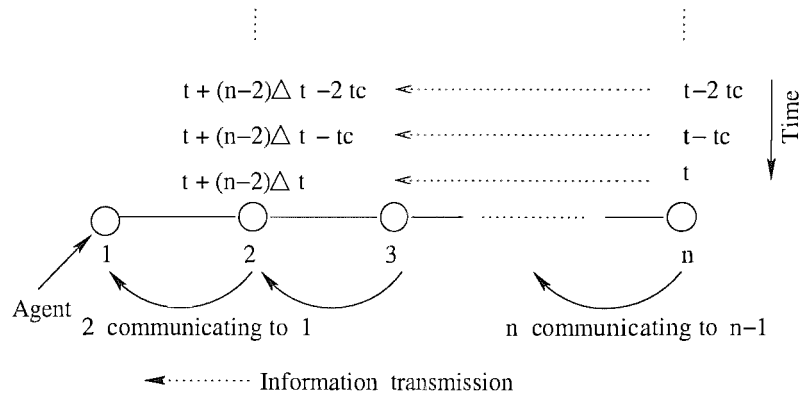 t + (n−2)△ t −2 tc
t−2 tc
t + (n−2)△ t − tc
t− tc
t + (n−2)△ t
t
Time
1
2
3
n
Agent
2 communicating to 1
n communicating to n−1
Information transmission